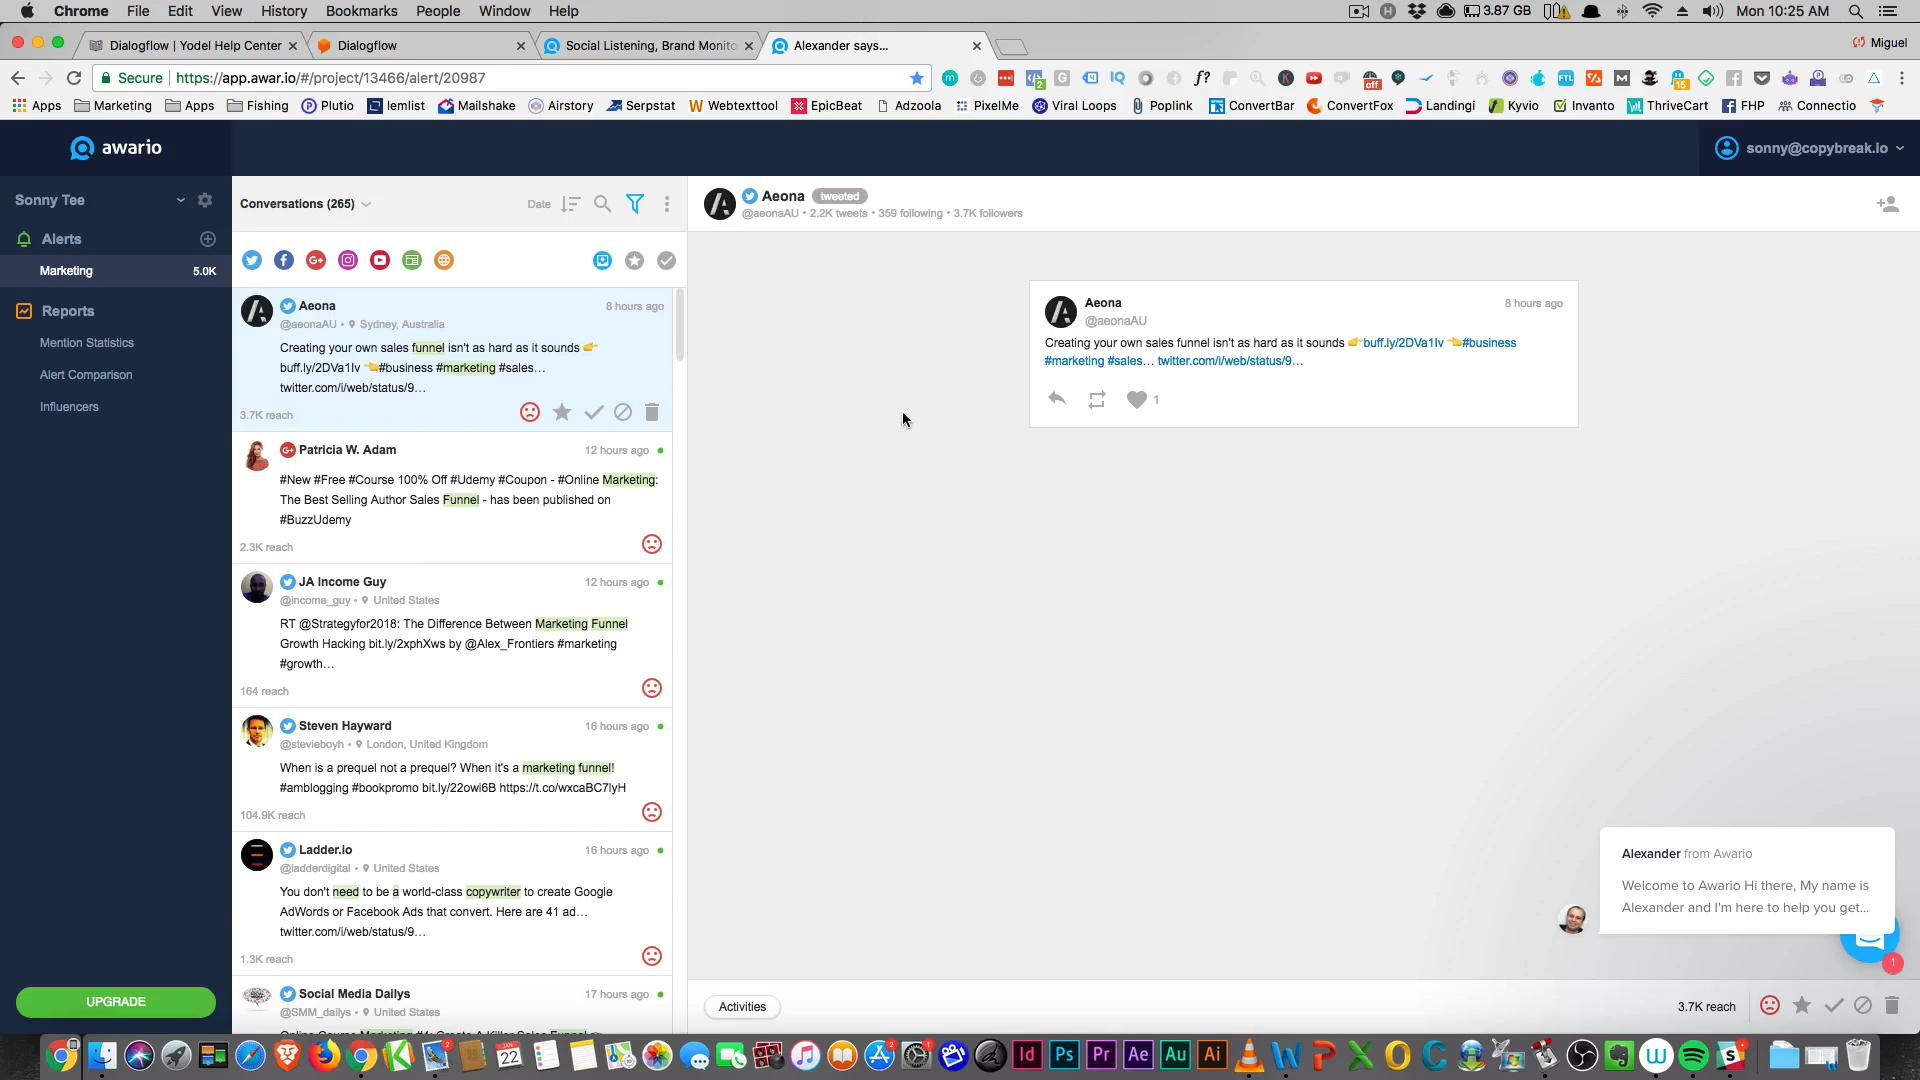 Chrome File Edit View History Bookmarks People Window Help 3.87 GB Mon 10:25 AM
Dialogflow | Yodel Help Center Dialogflow Social Listening, Brand Monito Alexander says... Miguel
Secure https://app.awar.io/#/project/13466/alert/20987
Apps Marketing Apps Fishing Plutio lemlist Mailshake Airstory Serpstat Webtexttool EpicBeat Adzoola PixelMe Viral Loops Poplink ConvertBar ConvertFox Landingi Kyvio Invanto ThriveCart FHP Connectio
awario
sonny@copybreak.io
Sonny Tee
Alerts
Marketing 5.0K
Reports
Mention Statistics
Alert Comparison
Influencers
UPGRADE
Conversations (265) Date
Aeona 8 hours ago
@aeonaAU • Sydney, Australia
Creating your own sales funnel isn't as hard as it sounds 👉
buff.ly/2DVa1Iv 👈#business #marketing #sales…
twitter.com/i/web/status/9…
3.7K reach
Patricia W. Adam 12 hours ago
#New #Free #Course 100% Off #Udemy #Coupon - #Online Marketing:
The Best Selling Author Sales Funnel - has been published on
#BuzzUdemy
2.3K reach
JA Income Guy 12 hours ago
@income_guy • United States
RT @Strategyfor2018: The Difference Between Marketing Funnel
Growth Hacking bit.ly/2xphXws by @Alex_Frontiers #marketing
#growth…
164 reach
Steven Hayward 16 hours ago
@stevieboyh • London, United Kingdom
When is a prequel not a prequel? When it's a marketing funnel!
#amblogging #bookpromo bit.ly/22owi6B https://t.co/wxcaBC7lyH
104.9K reach
Ladder.io 16 hours ago
@ladderdigital • United States
You don't need to be a world-class copywriter to create Google
AdWords or Facebook Ads that convert. Here are 41 ad…
twitter.com/i/web/status/9…
1.3K reach
Social Media Dailys 17 hours ago
@SMM_dailys • United States
Aeona tweeted
@aeonaAU • 2.2K tweets • 359 following • 3.7K followers
Aeona 8 hours ago
@aeonaAU
Creating your own sales funnel isn't as hard as it sounds 👉buff.ly/2DVa1Iv 👈#business
#marketing #sales… twitter.com/i/web/status/9…
1
Alexander from Awario
Welcome to Awario Hi there, My name is
Alexander and I'm here to help you get...
1
Activities 3.7K reach
JAN 22 Id Ps Pr Ae Au Ai